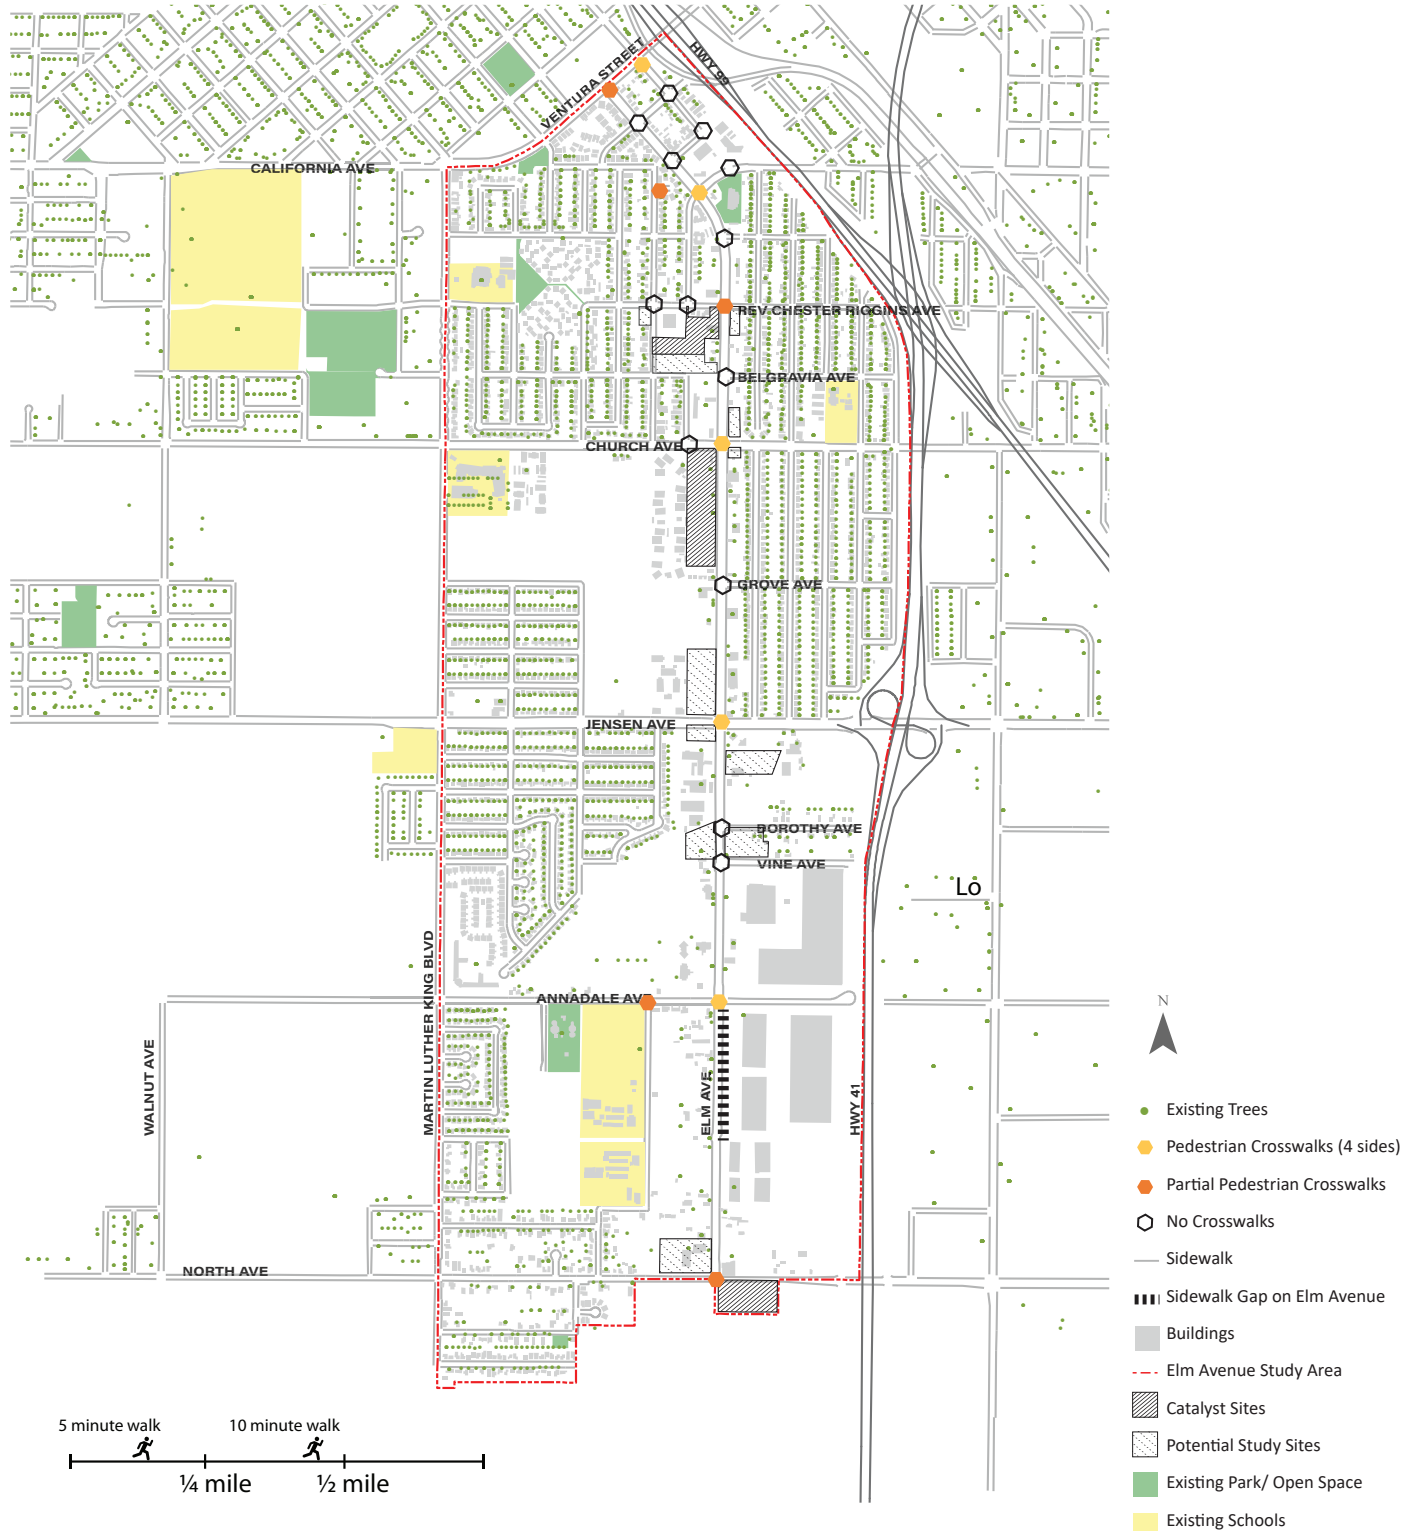 VENTURA STREET
HWY 99
CALIFORNIA AVE
REV CHESTER RIGGINS AVE
BELGRAVIA AVE
CHURCH AVE
GROVE AVE
JENSEN AVE
DOROTHY AVE
VINE AVE
Lo
MARTIN LUTHER KING BLVD
ANNADALE AVE
WALNUT AVE
ELM AVE
HWY 41
NORTH AVE
N
Existing Trees
Pedestrian Crosswalks (4 sides)
Partial Pedestrian Crosswalks
No Crosswalks
Sidewalk
Sidewalk Gap on Elm Avenue
Buildings
Elm Avenue Study Area
Catalyst Sites
Potential Study Sites
Existing Park/ Open Space
Existing Schools
5 minute walk
10 minute walk
¼ mile
½ mile